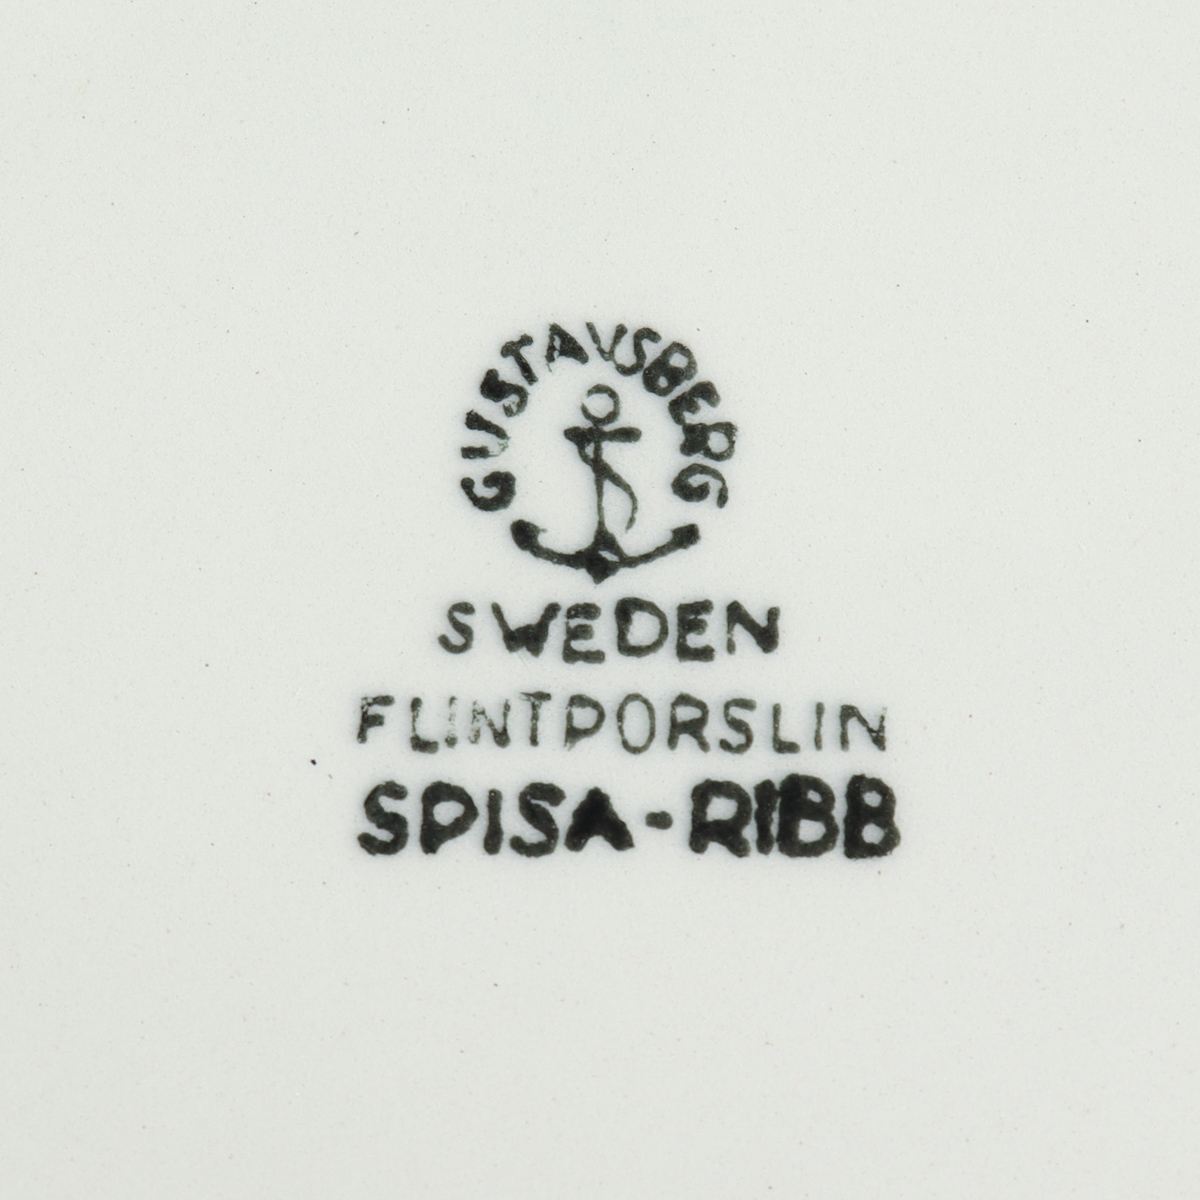 GUSTAVSBERG
SWEDEN
FLINTPORSLIN
SPISA-RIBB